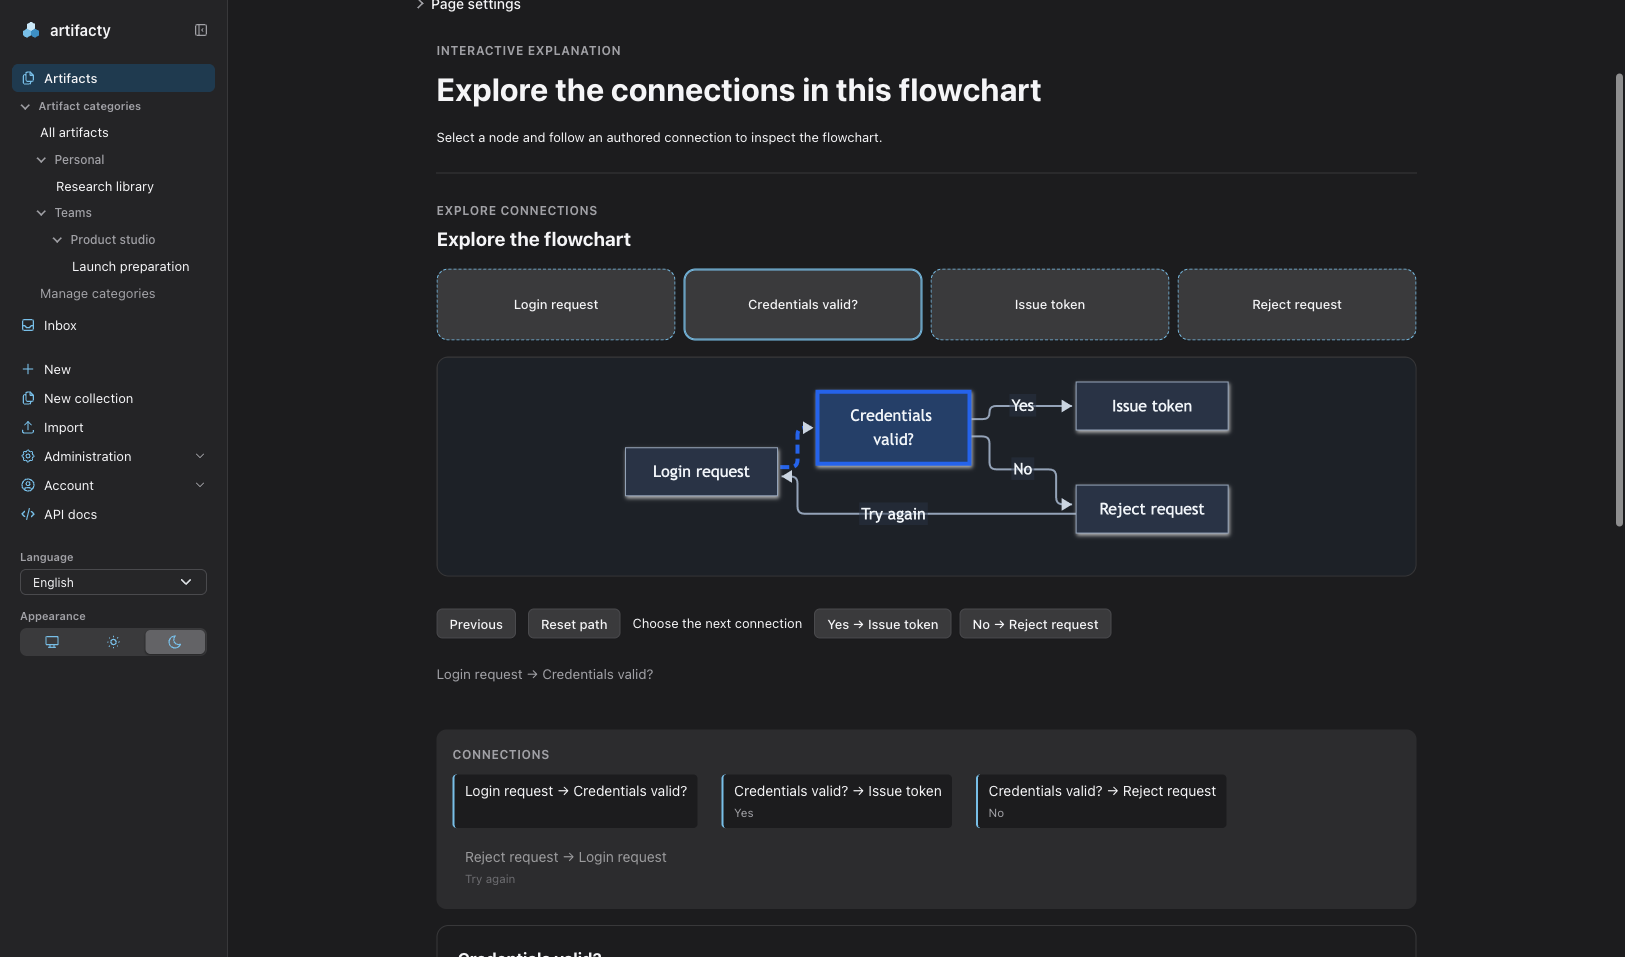 artifacty
Artifacts
Artifact categories
All artifacts
Personal
Research library
Teams
Product studio
Launch preparation
Manage categories
Inbox
New
New collection
Import
Administration
Account
API docs
Language
English
Appearance
Page settings
INTERACTIVE EXPLANATION
Explore the connections in this flowchart
Select a node and follow an authored connection to inspect the flowchart.
EXPLORE CONNECTIONS
Explore the flowchart
Login request
Credentials valid?
Issue token
Reject request
Login request
Credentials
valid?
Yes
Issue token
No
Reject request
Try again
Previous
Reset path
Choose the next connection
Yes → Issue token
No → Reject request
Login request → Credentials valid?
CONNECTIONS
Login request → Credentials valid?
Credentials valid? → Issue token
Yes
Credentials valid? → Reject request
No
Reject request → Login request
Try again
Credentials valid?